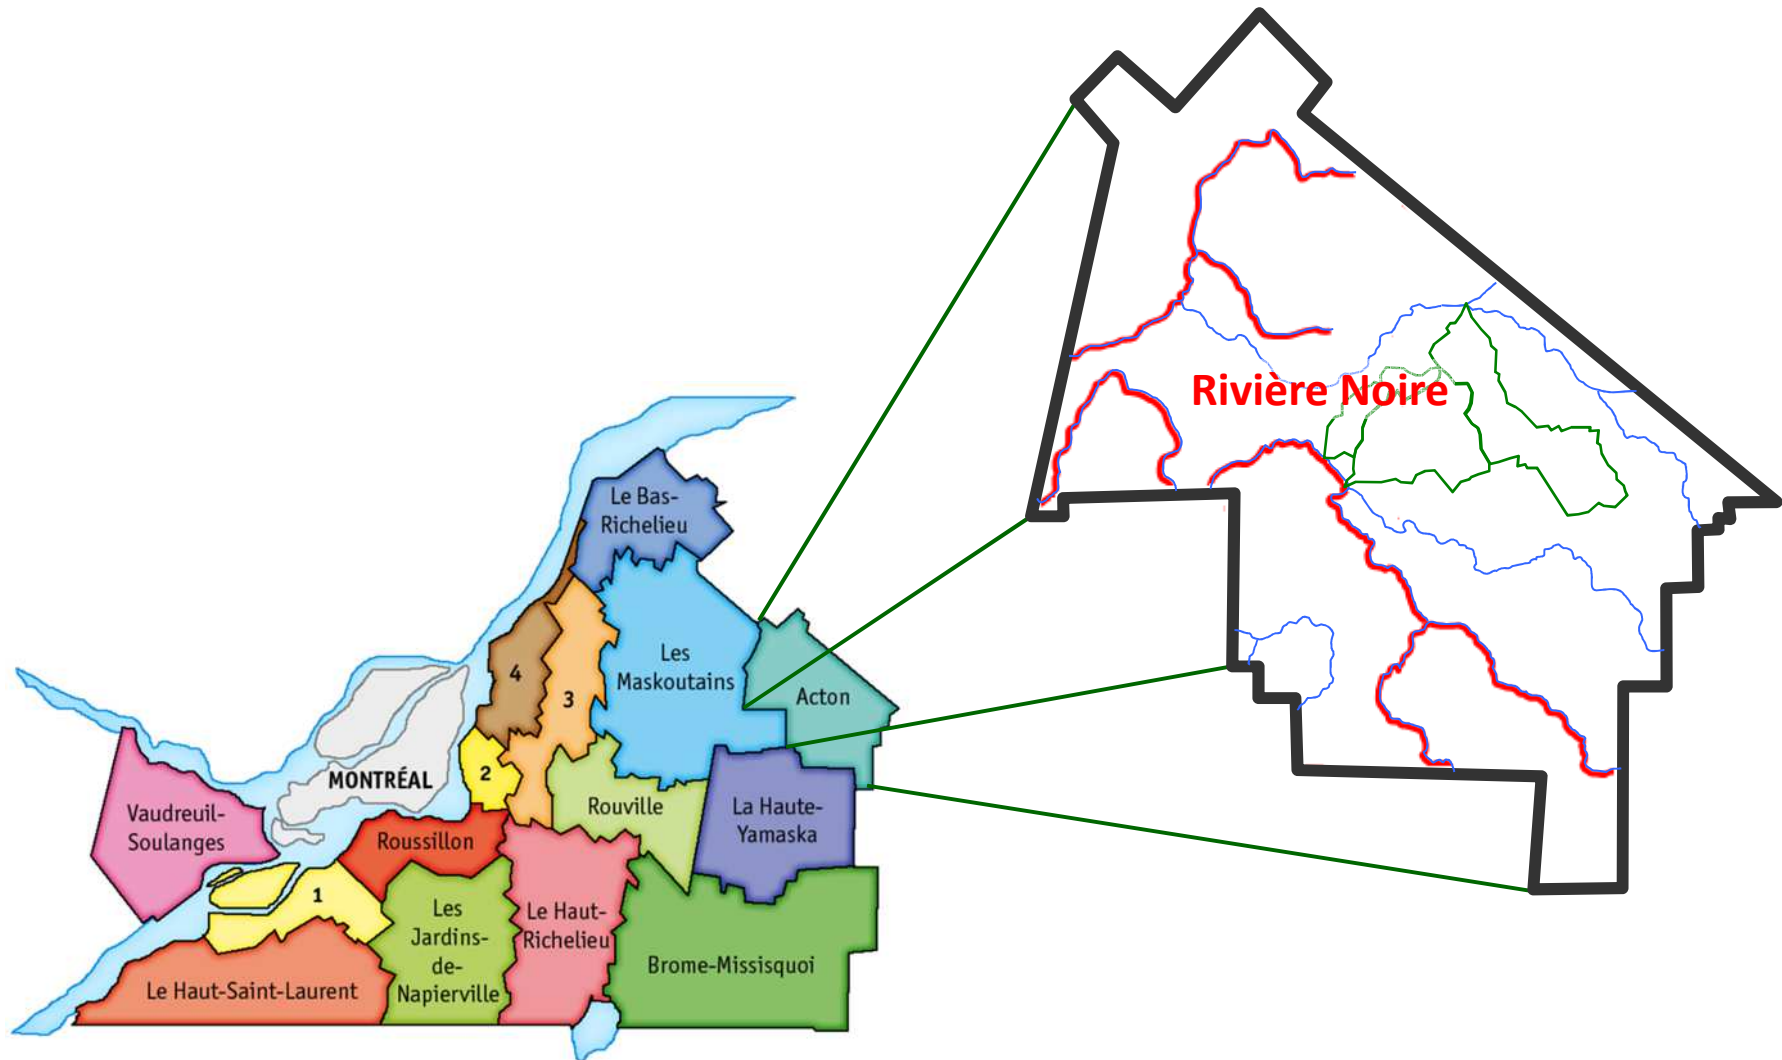 Rivière Noire
Le Bas-
Richelieu
Les
Maskoutains
4
3
Acton
2
MONTRÉAL
Vaudreuil-
Soulanges
Rouville
La Haute-
Yamaska
Roussillon
1
Les
Jardins-
de-
Napierville
Le Haut-
Richelieu
Brome-Missisquoi
Le Haut-Saint-Laurent